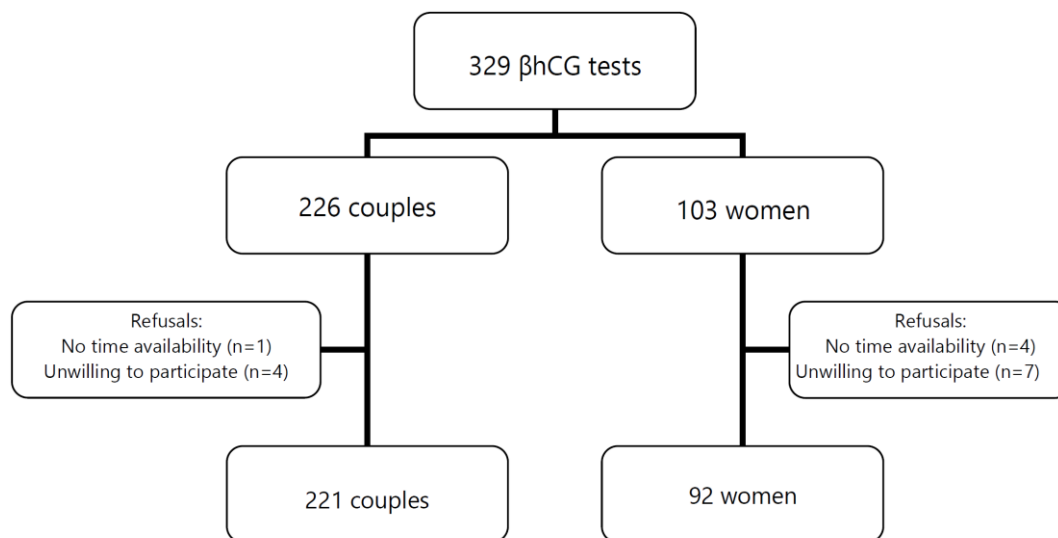 329 βhCG tests
226 couples
103 women
Refusals:
No time availability (n=1)
Unwilling to participate (n=4)
Refusals:
No time availability (n=4)
Unwilling to participate (n=7)
221 couples
92 women